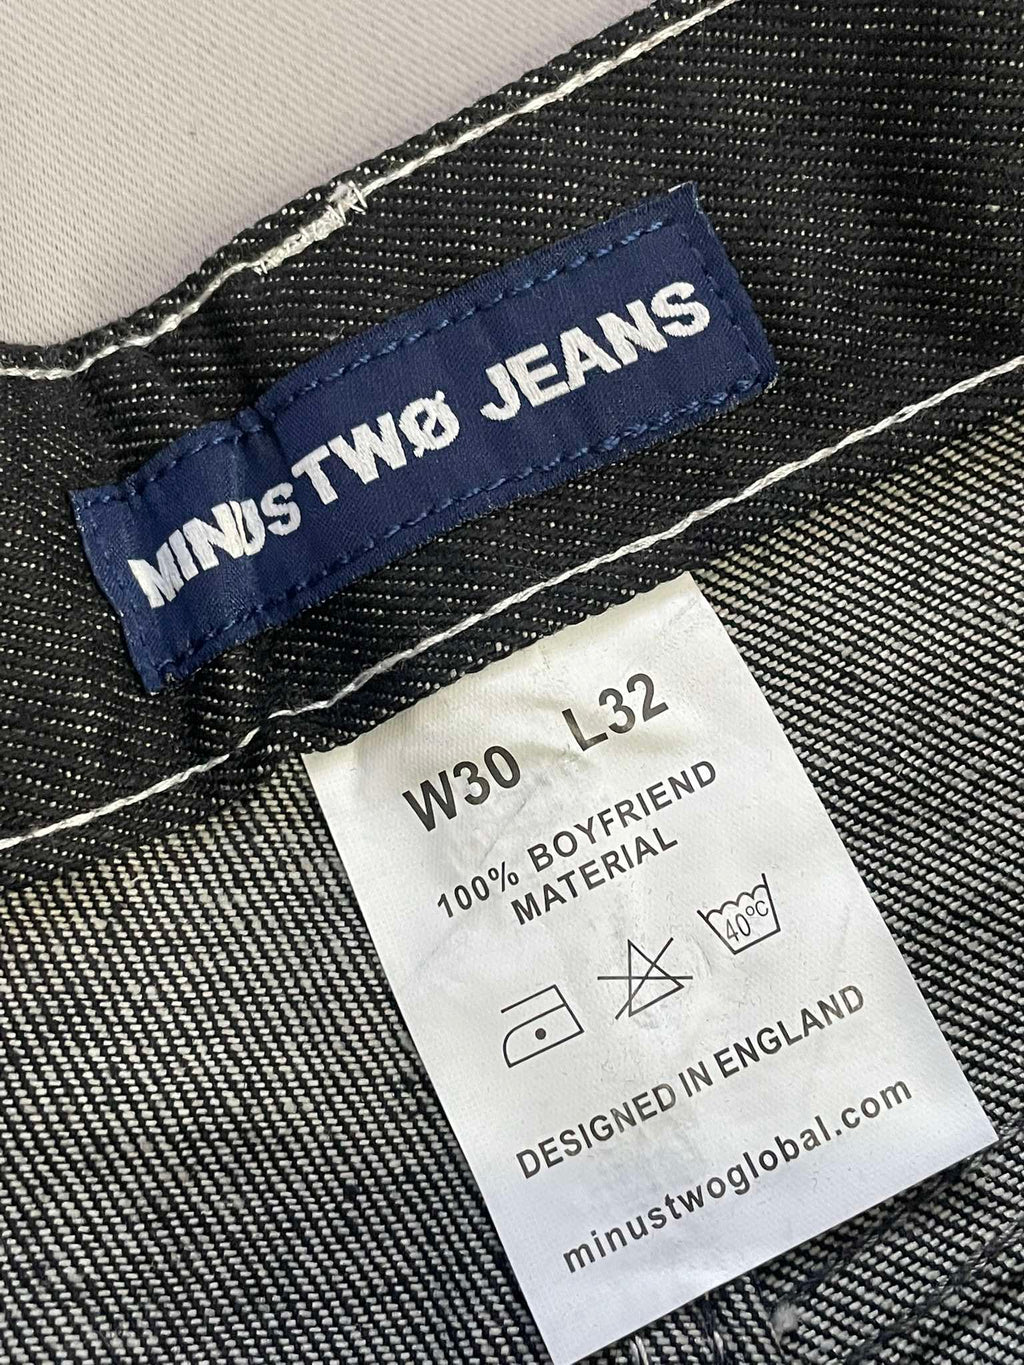 MINUSTWØ JEANS
W30 L32
100% BOYFRIEND
MATERIAL
40°C
DESIGNED IN ENGLAND
minustwoglobal.com